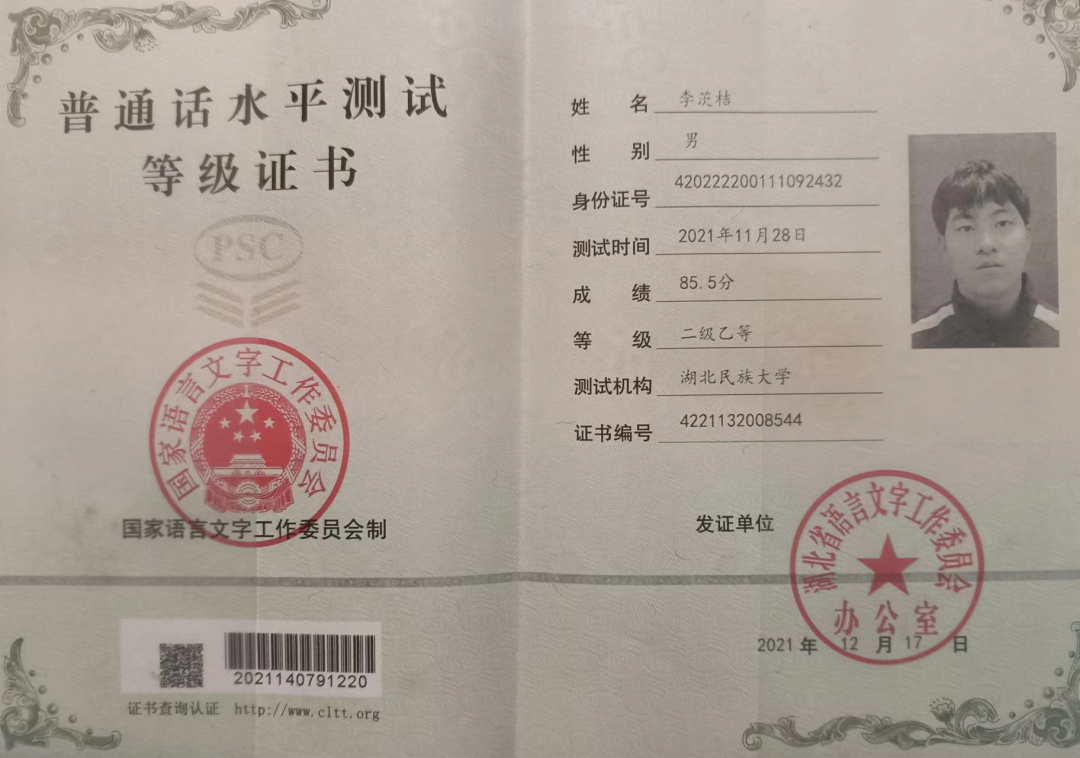 普通话水平测试
等级证书
PSC
国家语言文字工作委员会
国家语言文字工作委员会制
2021140791220
证书查询认证 http://www.cltt.org
姓 名 李茨桔
性 别 男
身份证号 420222200111092432
测试时间 2021年11月28日
成 绩 85.5分
等 级 二级乙等
测试机构 湖北民族大学
证书编号 4221132008544
发证单位
湖北省语言文字工作委员会
办公室
2021 年 12 月 17 日